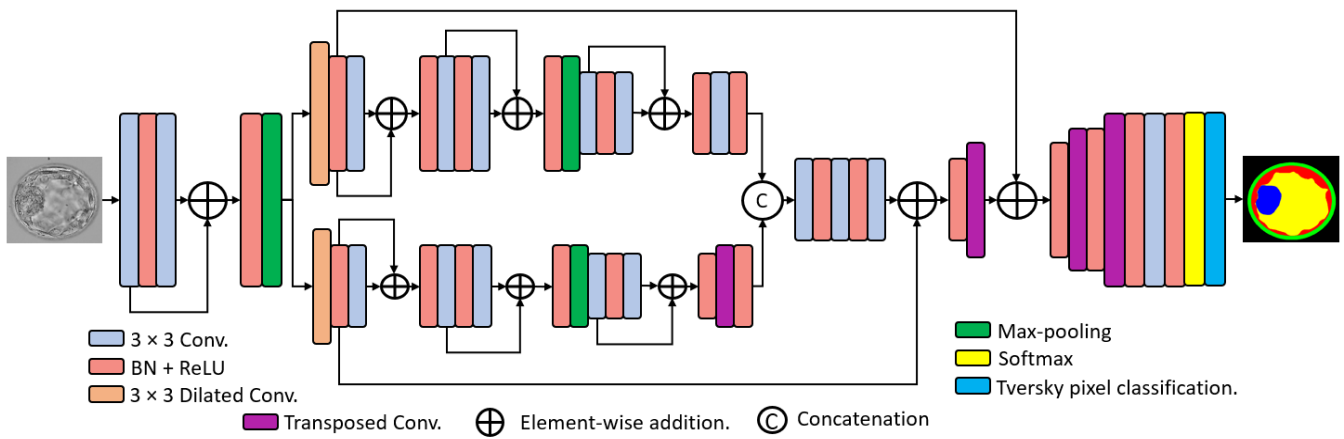 C
3 × 3 Conv.
BN + ReLU
3 × 3 Dilated Conv.
Transposed Conv.
Element-wise addition.
C
Concatenation
Max-pooling
Softmax
Tversky pixel classification.